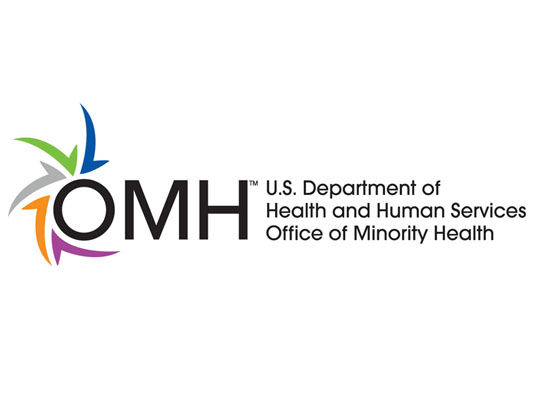 OMH™
U.S. Department of
Health and Human Services
Office of Minority Health